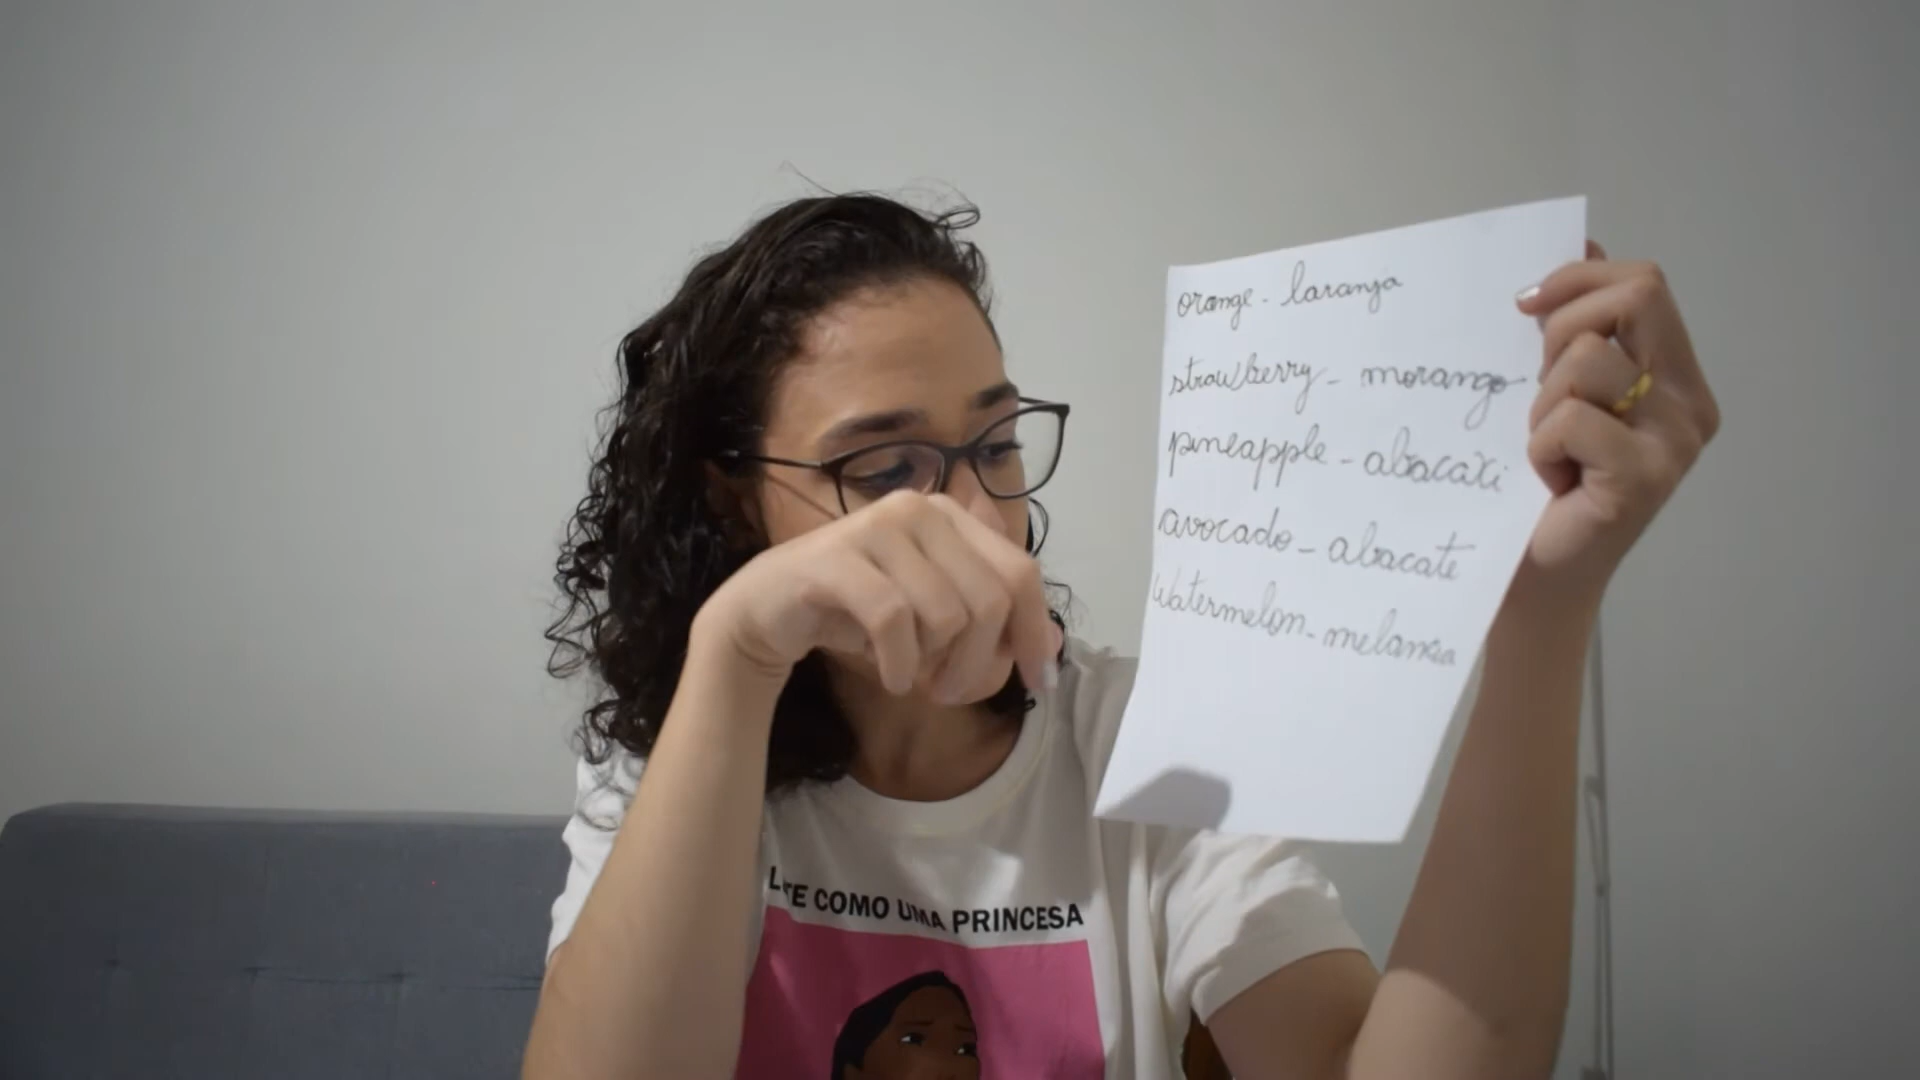 orange - laranja
strawberry - morango
pineapple - abacaxi
avocado - abacate
watermelon - melancia
COMO UMA PRINCESA